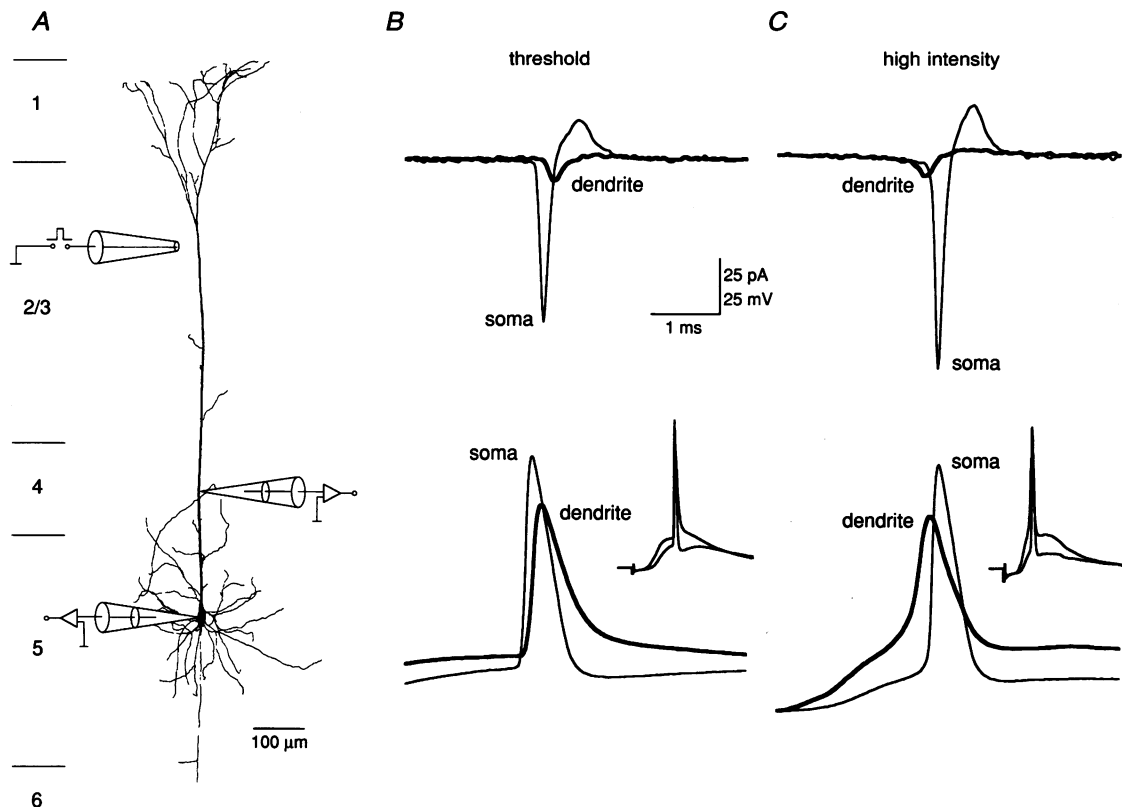 A
B
C
threshold
high intensity
1
2/3
4
5
6
100 µm
dendrite
soma
25 pA
25 mV
1 ms
dendrite
soma
soma
dendrite
soma
dendrite